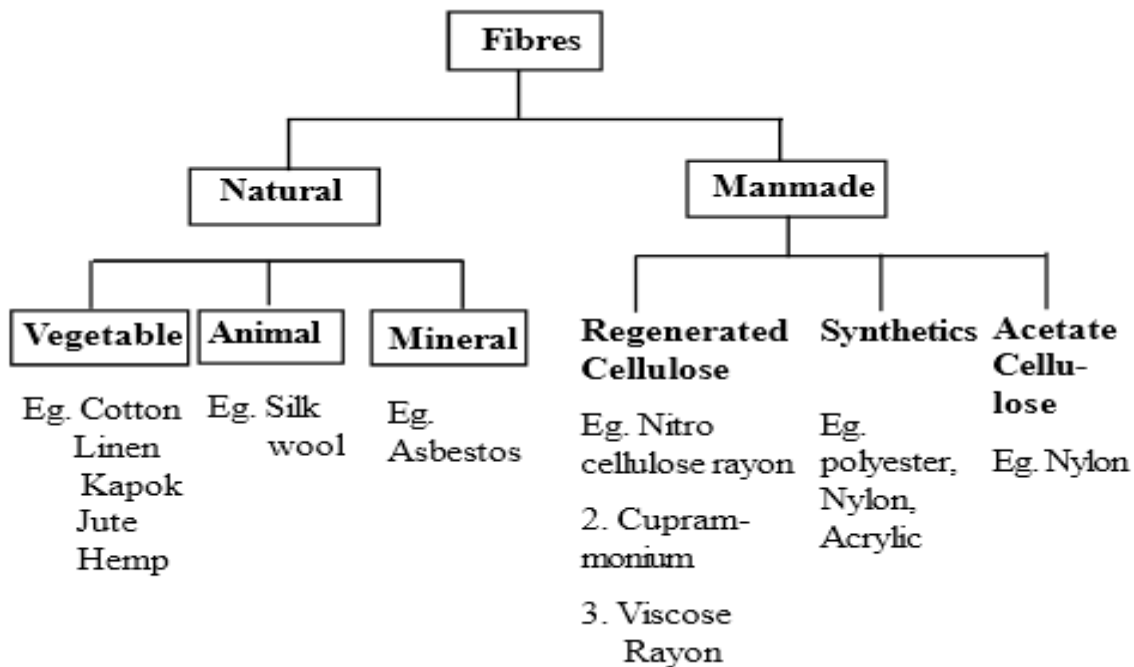 Fibres
Natural
Manmade
Vegetable
Animal
Mineral
Regenerated
Cellulose
Synthetics
Acetate
Cellu-
lose
Eg. Cotton
Linen
Kapok
Jute
Hemp
Eg. Silk
wool
Eg.
Asbestos
Eg. Nitro
cellulose rayon
2. Cupram-
monium
3. Viscose
Rayon
Eg.
polyester,
Nylon,
Acrylic
Eg. Nylon